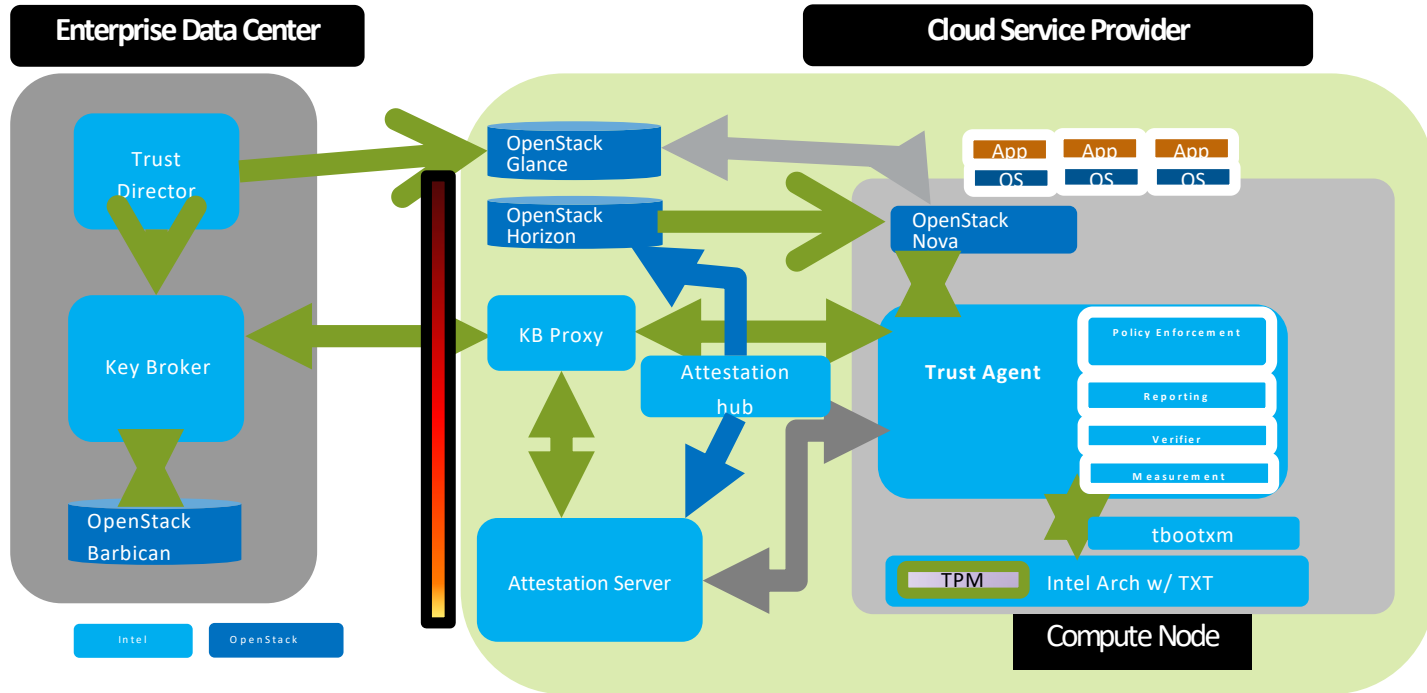 Enterprise Data Center
Cloud Service Provider
Trust
Director
Key Broker
OpenStack
Barbican
Intel
OpenStack
OpenStack
Glance
OpenStack
Horizon
KB Proxy
Attestation
hub
Attestation Server
App
OS
App
OS
App
OS
OpenStack
Nova
Trust Agent
Policy Enforcement
Reporting
Verifier
Measurement
tbootxm
TPM
Intel Arch w/ TXT
Compute Node